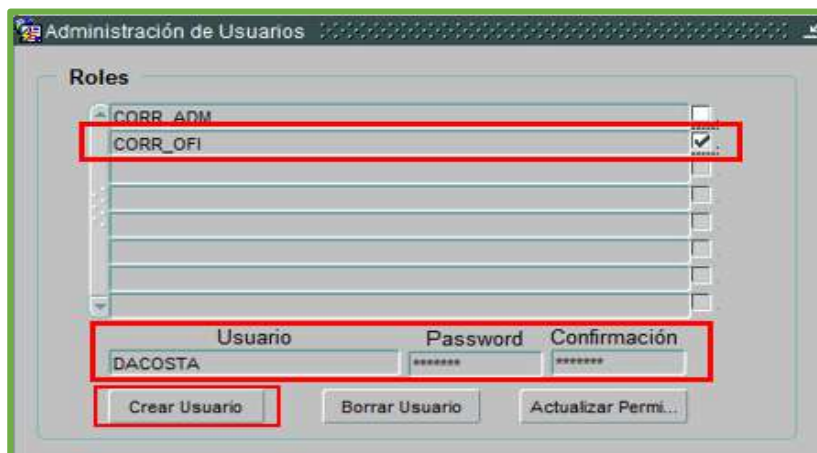 Administración de Usuarios
Roles
CORR_ADM
CORR_OFI
Usuario Password Confirmación
DACOSTA ******* *******
Crear Usuario Borrar Usuario Actualizar Permi...